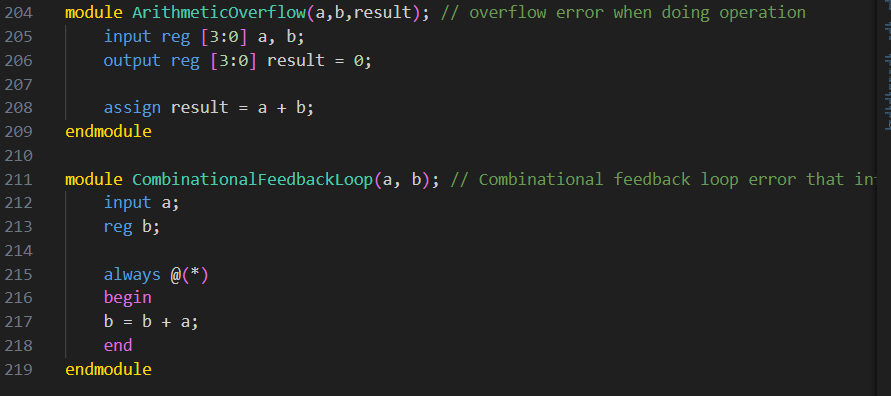 204 module ArithmeticOverflow(a,b,result); // overflow error when doing operation
205 input reg [3:0] a, b;
206 output reg [3:0] result = 0;
207
208 assign result = a + b;
209 endmodule
210
211 module CombinationalFeedbackLoop(a, b); // Combinational feedback loop error that in
212 input a;
213 reg b;
214
215 always @(*)
216 begin
217 b = b + a;
218 end
219 endmodule